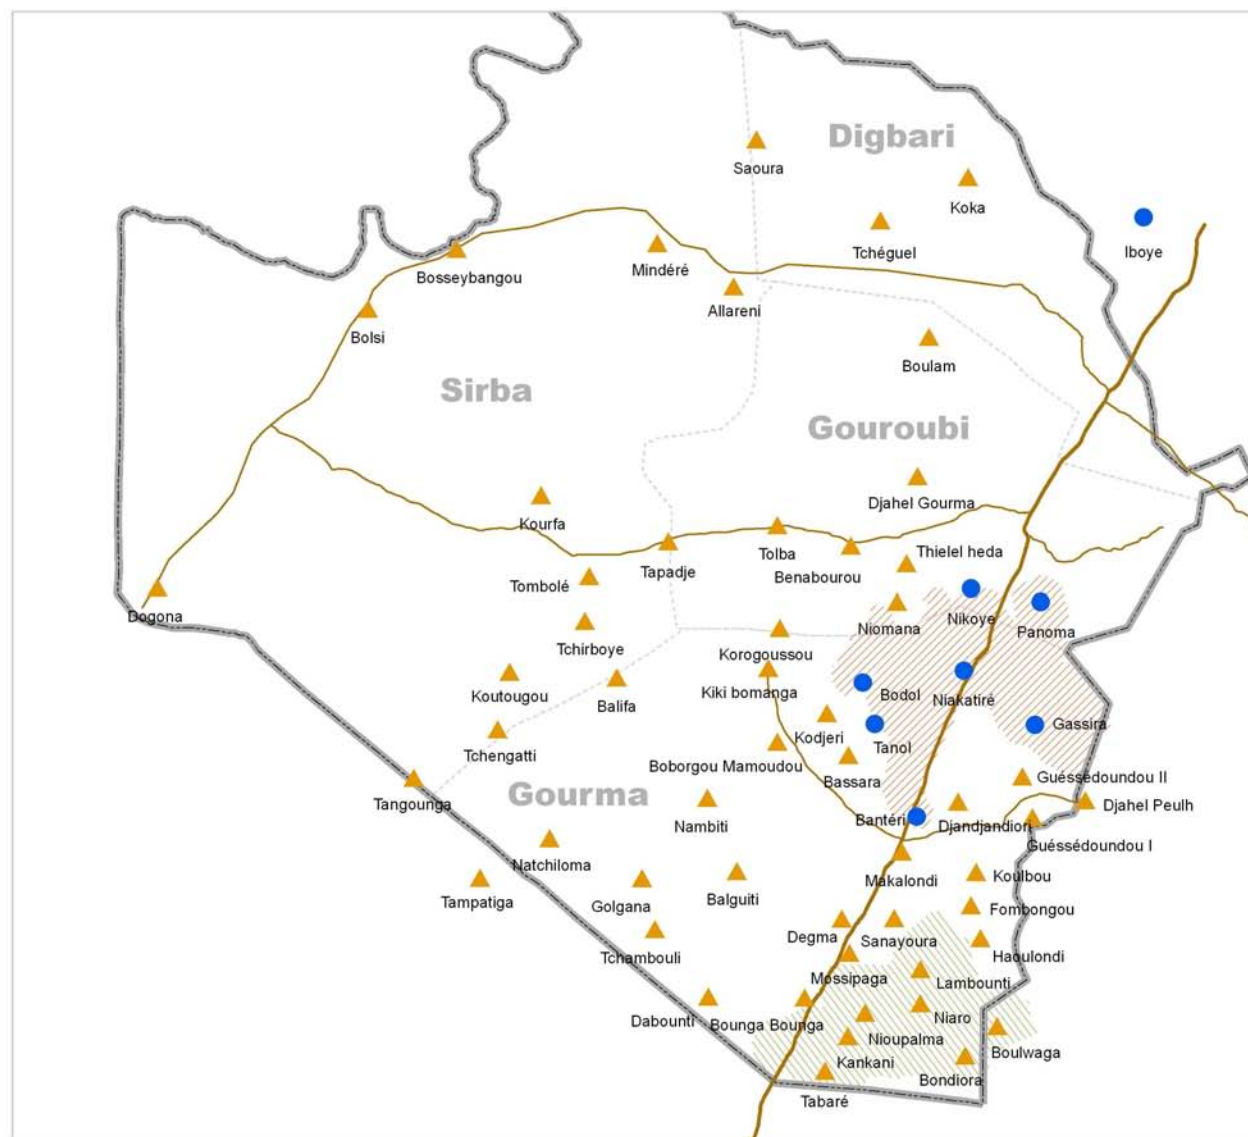 Digbari
Saoura
Koka
Tchéguel
Iboye
Bosseybangou
Mindéré
Allareni
Bolsi
Boulam
Sirba
Gouroubi
Djahel Gourma
Kourfa
Tolba
Thielel heda
Tapadje
Benabourou
Tombolé
Dogona
Niomana
Nikoye
Panoma
Tchirboye
Korogoussou
Koutougou
Balifa
Kiki bomanga
Bodol
Niakatiré
Gassira
Kodjeri
Tanol
Tchengatti
Boborgou Mamoudou
Bassara
Guéssédoundou II
Tangounga
Gourma
Djahel Peulh
Nambiti
Bantéri
Djandjandiori
Guéssédoundou I
Natchiloma
Makalondi
Koulbou
Tampatiga
Golgana
Balguiti
Fombongou
Degma
Sanayoura
Tchambouli
Haoulondi
Mossipaga
Lambounti
Dabounti
Bounga Bounga
Niaro
Nioupalma
Boulwaga
Kankani
Bondiora
Tabaré